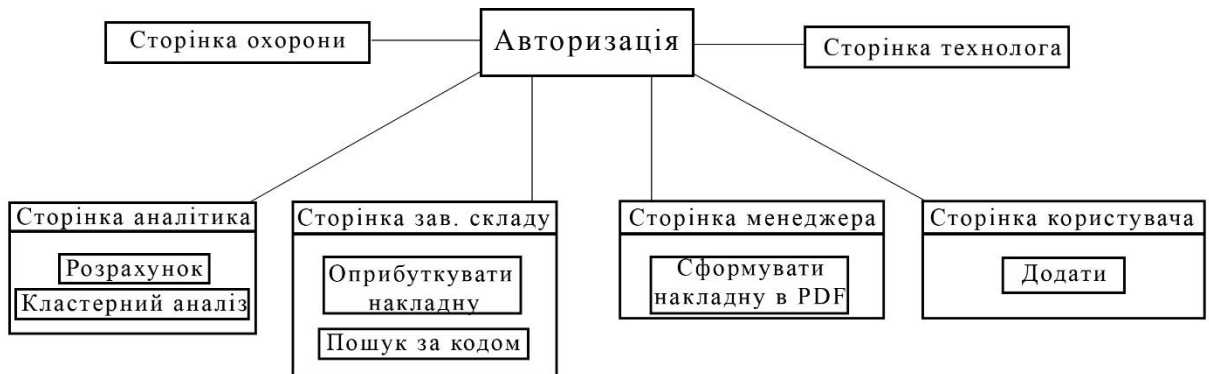 Сторінка охорони
Авторизація
Сторінка технолога
Сторінка аналітика
Розрахунок
Кластерний аналіз
Сторінка зав. складу
Оприбуткувати
накладну
Пошук за кодом
Сторінка менеджера
Сформувати
накладну в PDF
Сторінка користувача
Додати